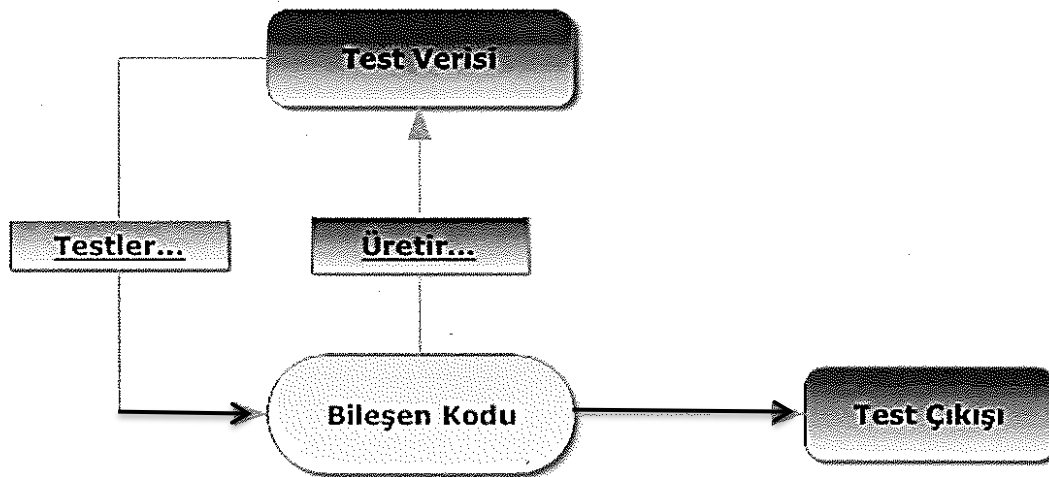 Test Verisi
Testler...
Üretir...
Bileşen Kodu
Test Çıkışı